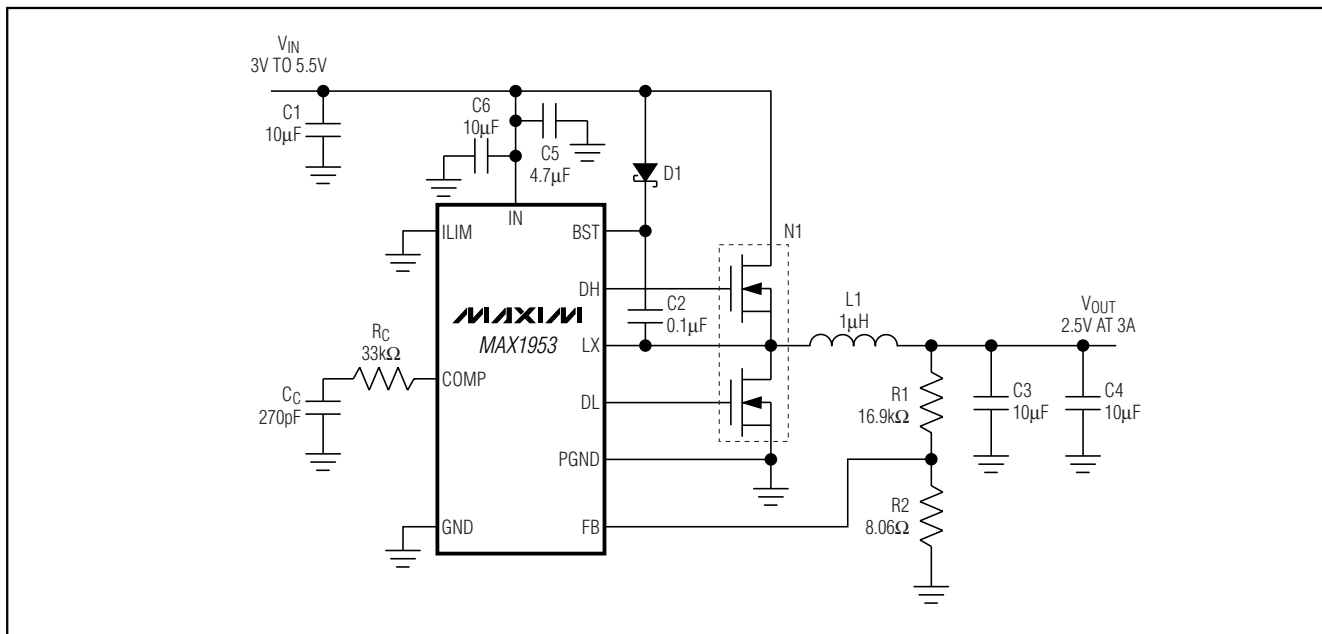 VIN
3V TO 5.5V
C1
10µF
C6
10µF
C5
4.7µF
D1
IN
ILIM
BST
N1
DH
C2
0.1µF
MAXIM
MAX1953
LX
L1
1µH
VOUT
2.5V AT 3A
RC
33kΩ
COMP
CC
270pF
DL
R1
16.9kΩ
C3
10µF
C4
10µF
PGND
R2
8.06Ω
GND
FB